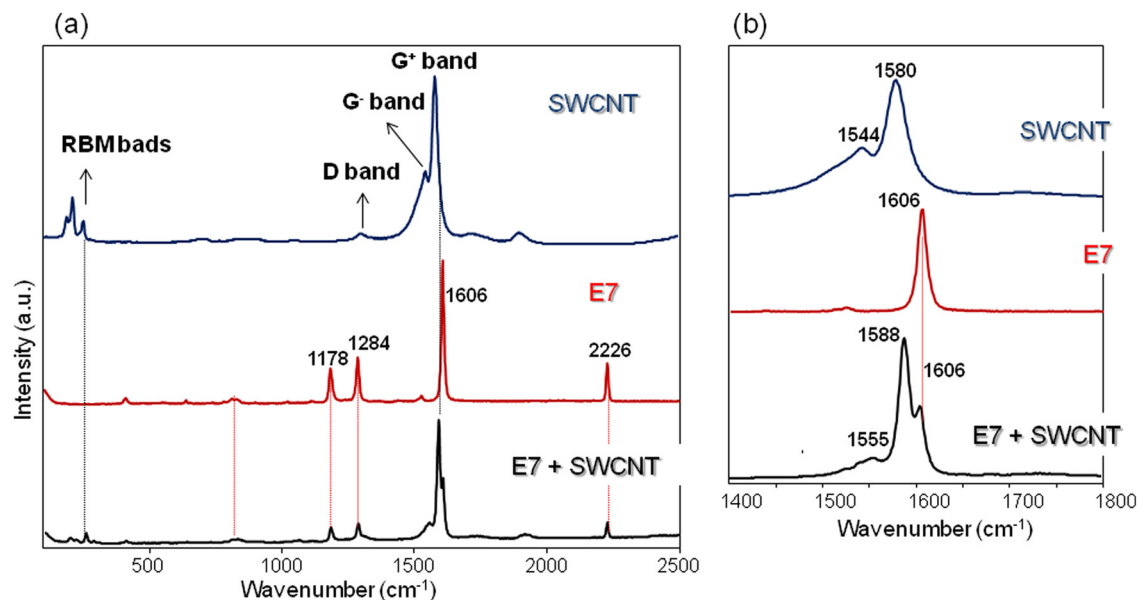 (a)
G⁺ band
G⁻ band
SWCNT
RBM bads
D band
E7
1606
1178
1284
2226
E7 + SWCNT
Intensity (a.u.)
500
1000
1500
2000
2500
Wavenumber (cm⁻¹)
(b)
1580
1544
SWCNT
1606
E7
1588
1606
1555
E7 + SWCNT
1400
1500
1600
1700
1800
Wavenumber (cm⁻¹)